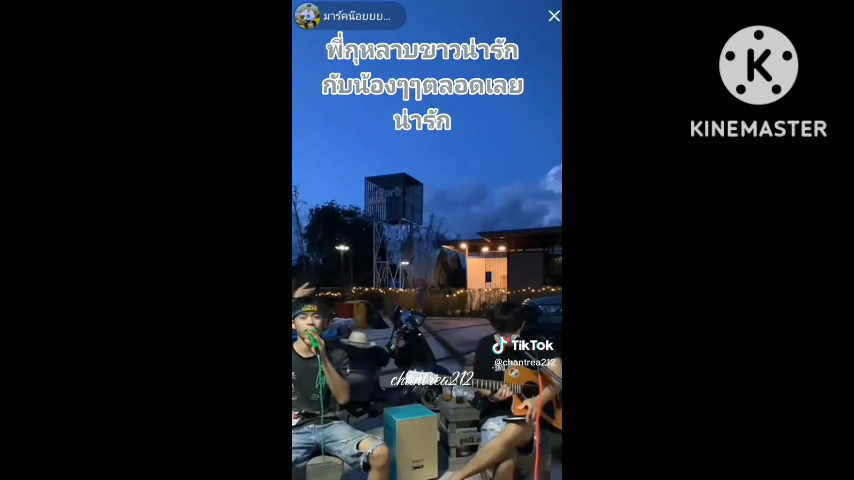 มาร์คน๊อยยยย...
พี่กุหลาบขาวน่ารัก
กับน้องๆๆตลอดเลย
น่ารัก
KINEMASTER
TikTok
@chantrea212
chantrea212